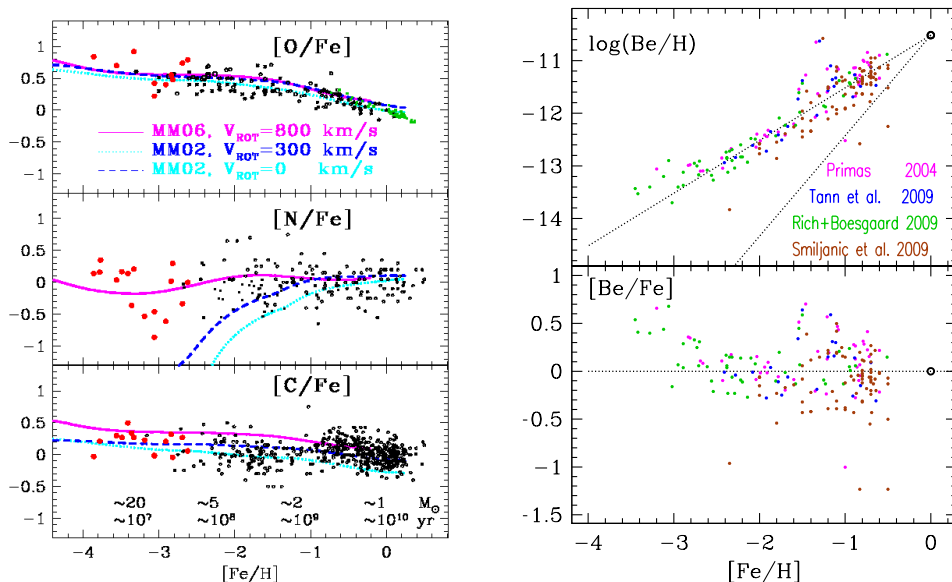 [O/Fe]
1
0.5
0
-0.5
-1
MM06, V_ROT=800 km/s
MM02, V_ROT=300 km/s
MM02, V_ROT=0 km/s
[N/Fe]
1
0.5
0
-0.5
-1
[C/Fe]
1
0.5
0
0.5
-1
~20 ~5 ~2 ~1 M⊙
~10⁷ ~10⁸ ~10⁹ ~10¹⁰ yr
-4 -3 -2 -1 0
[Fe/H]
log(Be/H)
-11
-12
-13
-14
Primas 2004
Tann et al. 2009
Rich+Boesgaard 2009
Smiljanic et al. 2009
[Be/Fe]
1
0.5
0
-0.5
-1
-1.5
-4 -3 -2 -1 0
[Fe/H]